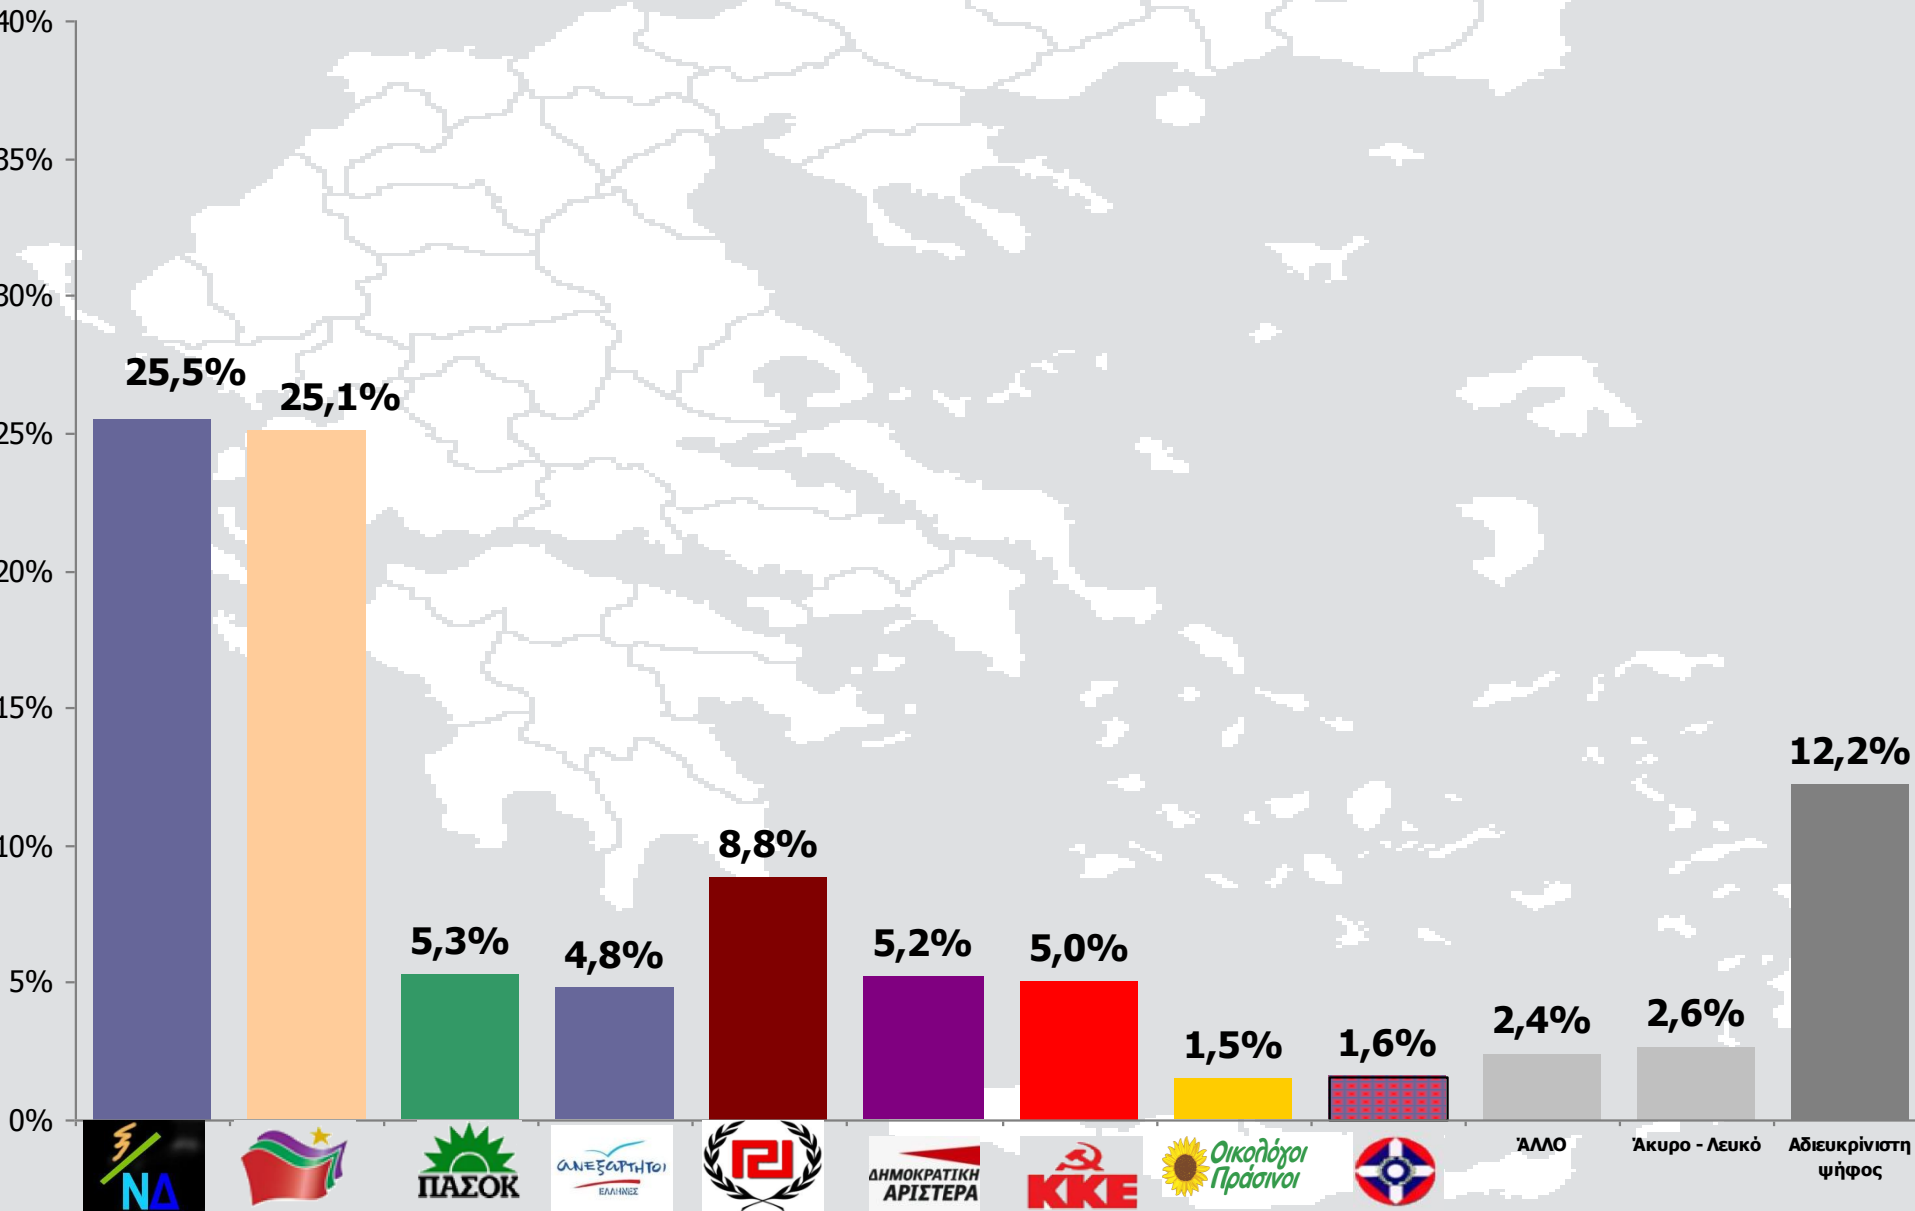 40%
35%
30%
25%
20%
15%
10%
5%
0%
25,5%
25,1%
5,3%
4,8%
8,8%
5,2%
5,0%
1,5%
1,6%
2,4%
2,6%
12,2%
ΝΔ
ΠΑΣΟΚ
ανεξαρτητοι
ΕΛΛΗΝΕΣ
ΔΗΜΟΚΡΑΤΙΚΗ
ΑΡΙΣΤΕΡΑ
ΚΚΕ
Οικολόγοι
Πράσινοι
ΆΛΛΟ
Άκυρο - Λευκό
Αδιευκρίνιστη
ψήφος